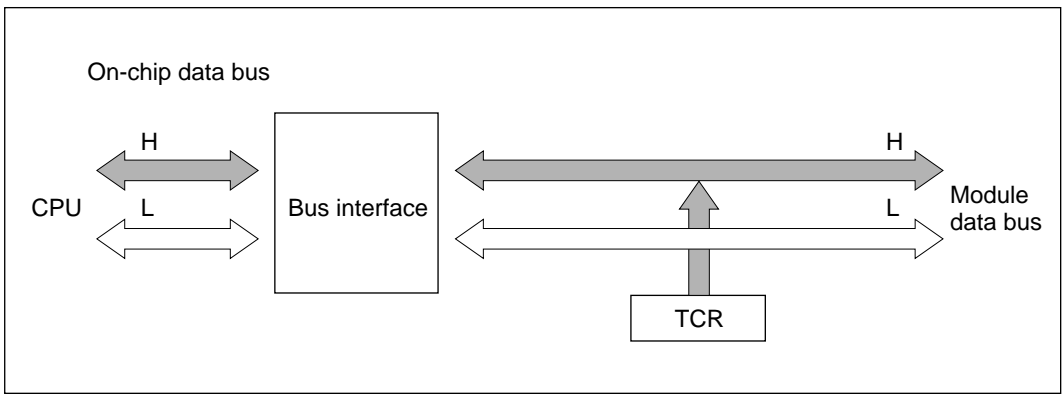 On-chip data bus
H
H
CPU
L
Bus interface
L
Module
data bus
TCR